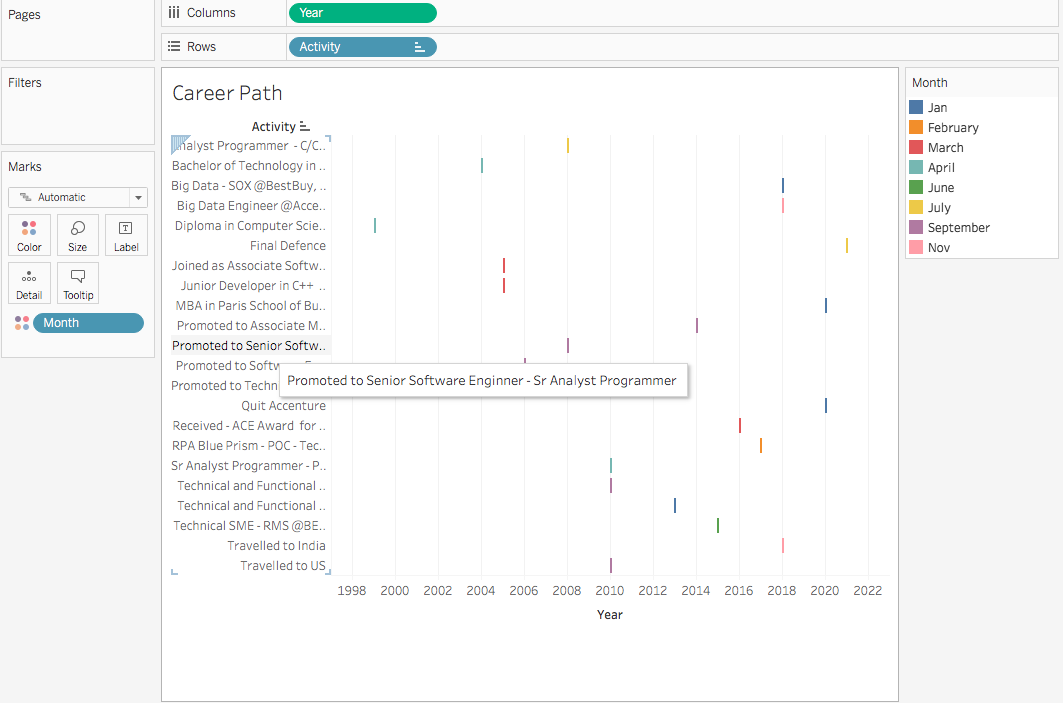 Pages
Columns
Year
Rows
Activity
Filters
Marks
Automatic
Color
Size
Label
Detail
Tooltip
Month
Career Path
Activity
nalyst Programmer - C/C..
Bachelor of Technology in ..
Big Data - SOX @BestBuy, ..
Big Data Engineer @Acce..
Diploma in Computer Scie..
Final Defence
Joined as Associate Softw..
Junior Developer in C++ ..
MBA in Paris School of Bu..
Promoted to Associate M..
Promoted to Senior Softw..
Promoted to
Promoted to Techn
Promoted to Senior Software Enginner - Sr Analyst Programmer
Quit Accenture
Received - ACE Award for ..
RPA Blue Prism - POC - Tec..
Sr Analyst Programmer - P..
Technical and Functional ..
Technical and Functional ..
Technical SME - RMS @BE..
Travelled to India
Travelled to US
1998 2000 2002 2004 2006 2008 2010 2012 2014 2016 2018 2020 2022
Year
Month
Jan
February
March
April
June
July
September
Nov